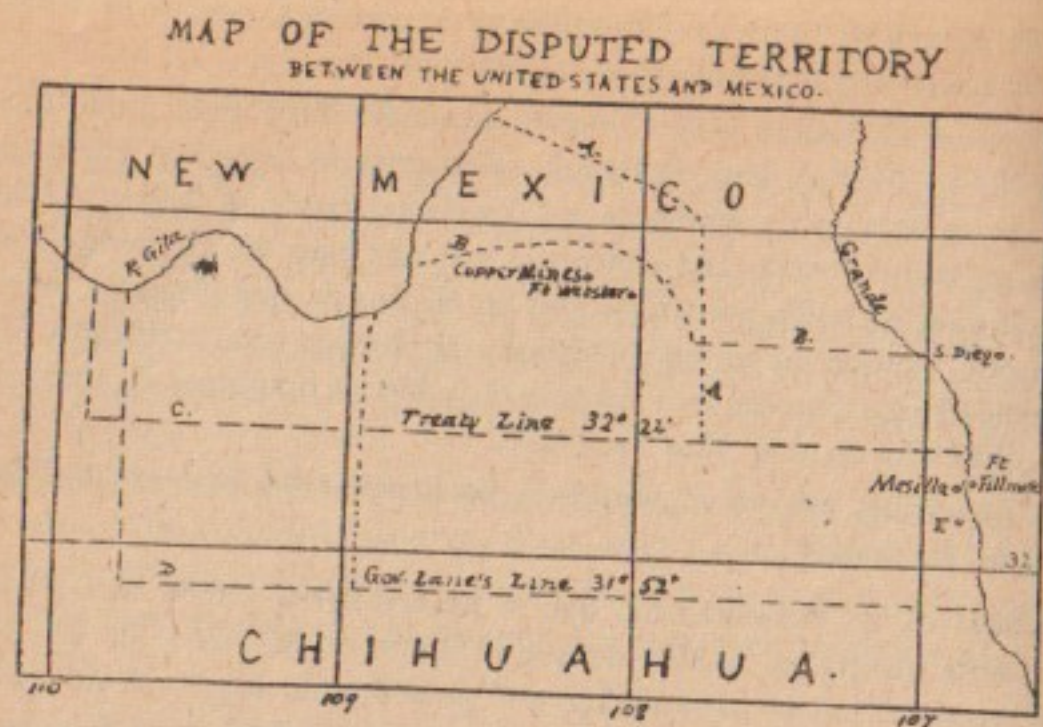 MAP OF THE DISPUTED TERRITORY
BETWEEN THE UNITED STATES AND MEXICO.
NEW MEXICO
A.
R. Gila
B
Copper Mines
Ft Webster
Grande
B.
S. Diego.
A
C.
Treaty Line 32° 22'
Ft
Mesilla Fillmore
E
32
D
Gov. Lane's Line 31° 52'
CHIHUAHUA.
110 109 108 107